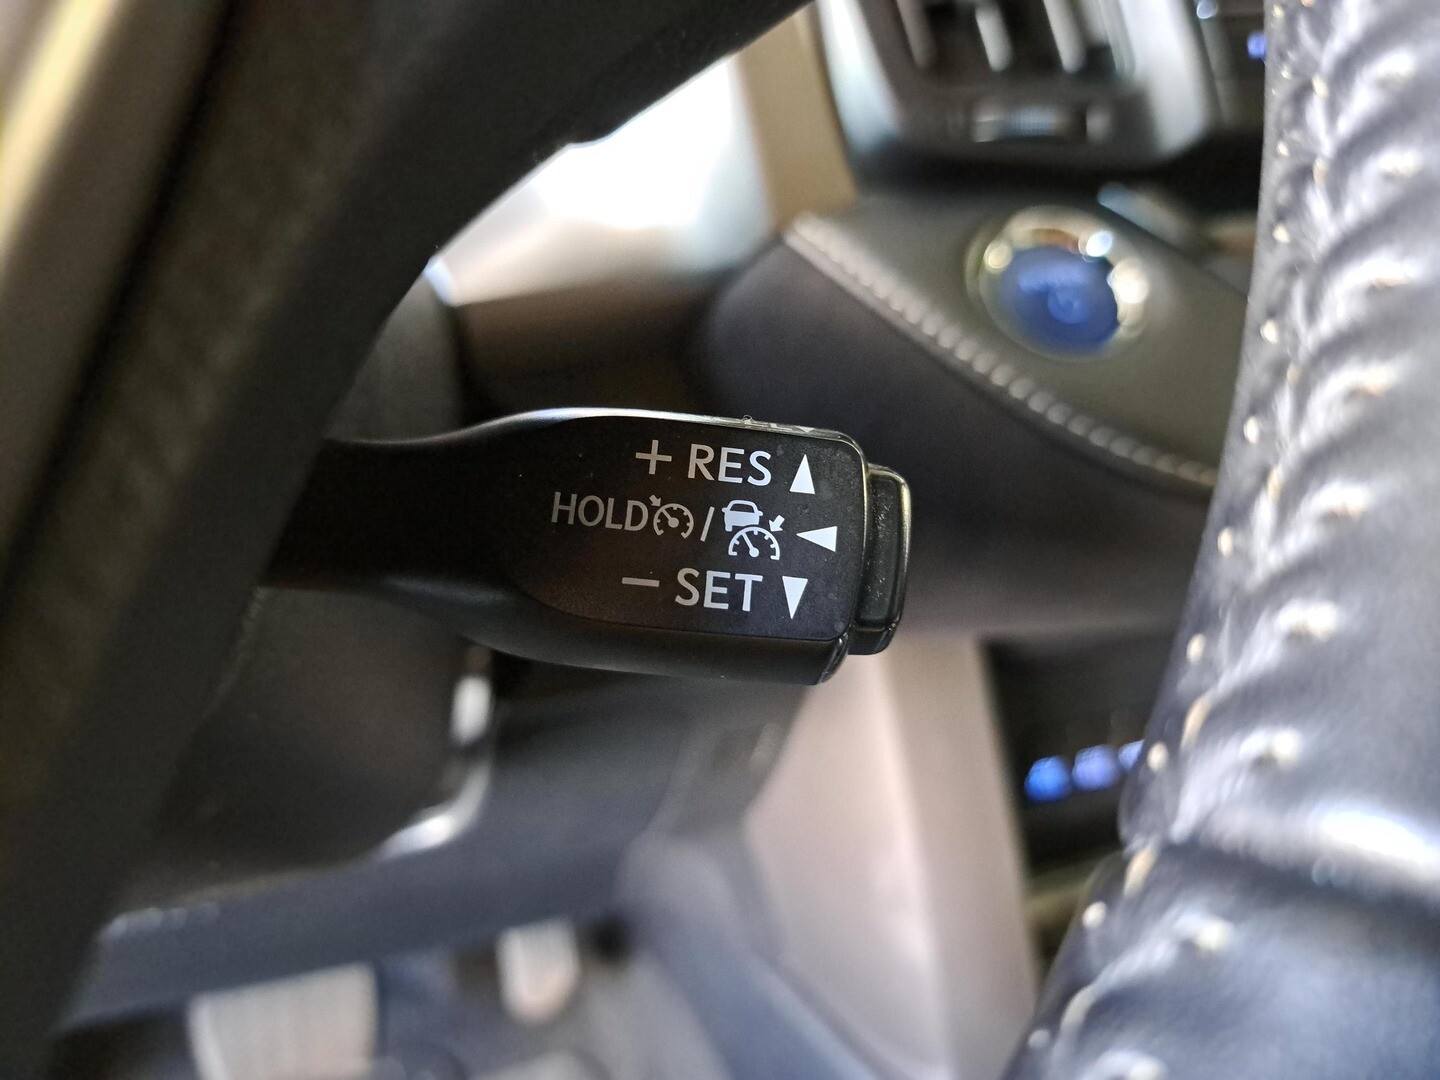 + RES
HOLD /
− SET